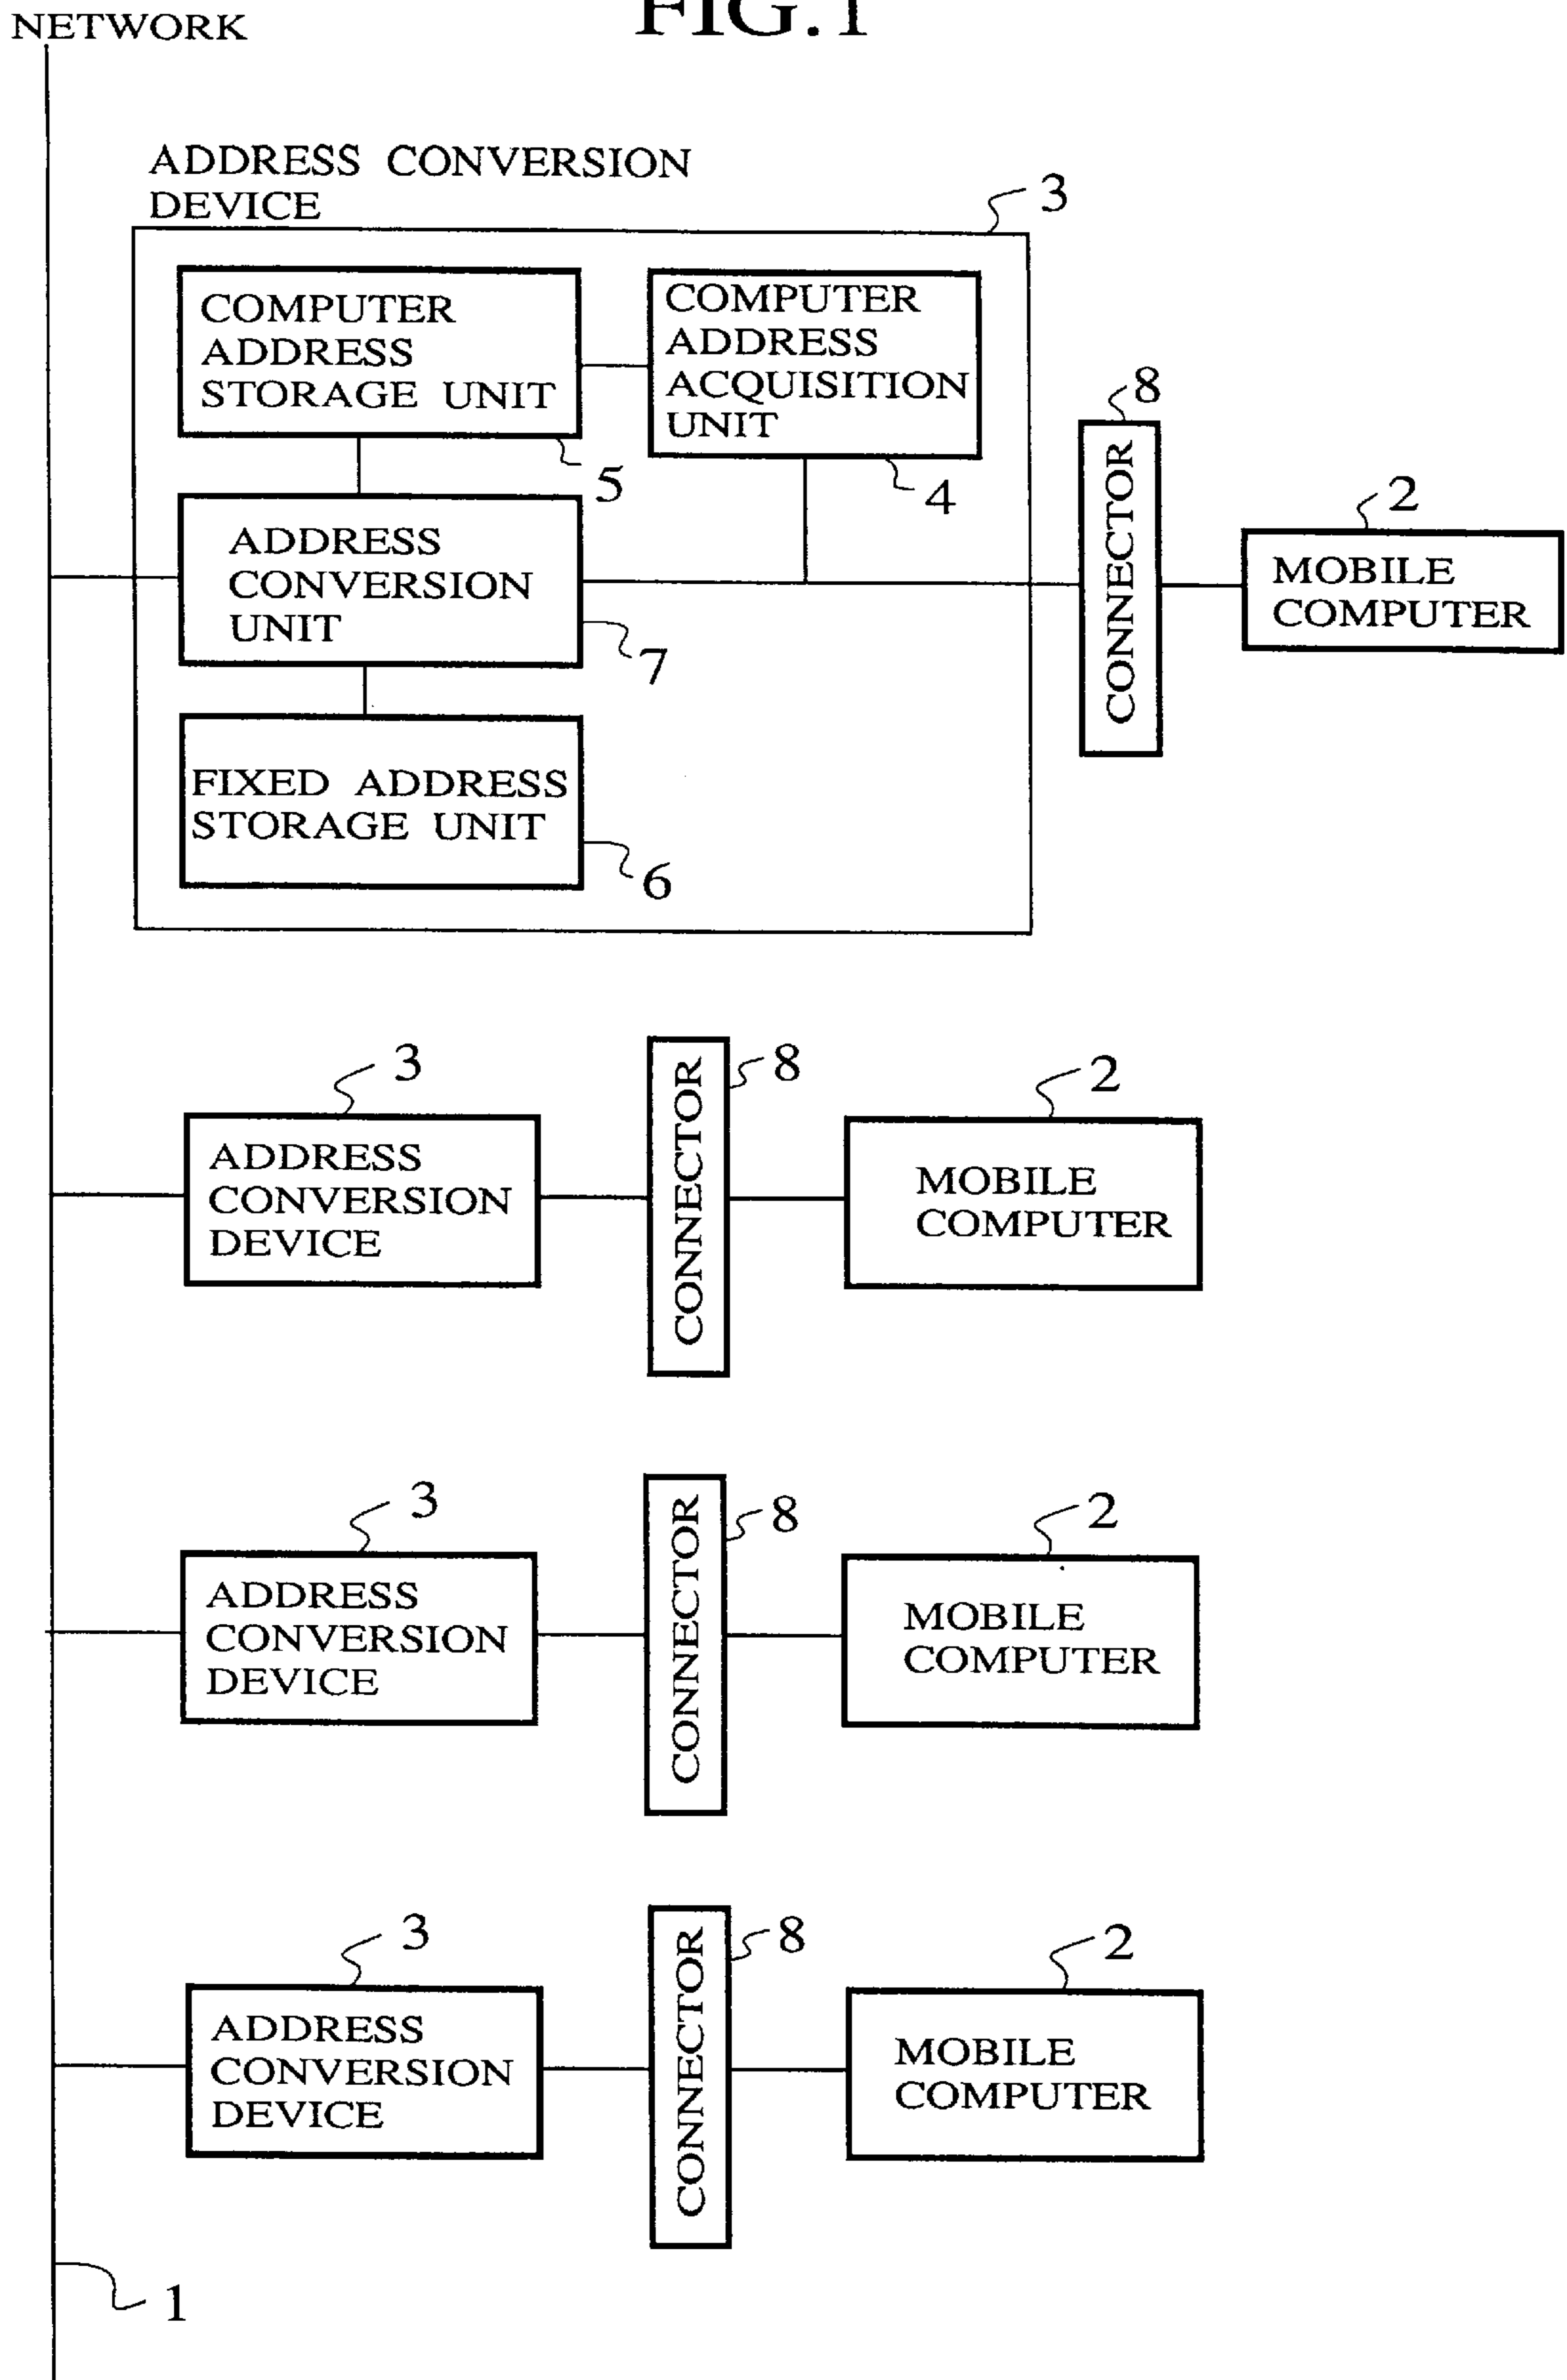 FIG.1
NETWORK
ADDRESS CONVERSION
DEVICE
3
COMPUTER
ADDRESS
STORAGE UNIT
5
COMPUTER
ADDRESS
ACQUISITION
UNIT
4
ADDRESS
CONVERSION
UNIT
7
FIXED ADDRESS
STORAGE UNIT
6
8
CONNECTOR
2
MOBILE
COMPUTER
3
ADDRESS
CONVERSION
DEVICE
8
CONNECTOR
2
MOBILE
COMPUTER
3
ADDRESS
CONVERSION
DEVICE
8
CONNECTOR
2
MOBILE
COMPUTER
3
ADDRESS
CONVERSION
DEVICE
8
CONNECTOR
2
MOBILE
COMPUTER
1